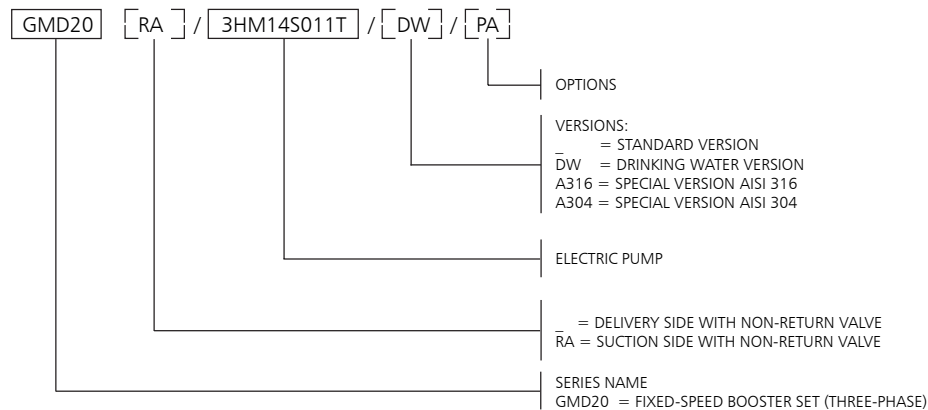 GMD20 RA / 3HM14S011T / DW / PA
OPTIONS
VERSIONS:
_ = STANDARD VERSION
DW = DRINKING WATER VERSION
A316 = SPECIAL VERSION AISI 316
A304 = SPECIAL VERSION AISI 304
ELECTRIC PUMP
_ = DELIVERY SIDE WITH NON-RETURN VALVE
RA = SUCTION SIDE WITH NON-RETURN VALVE
SERIES NAME
GMD20 = FIXED-SPEED BOOSTER SET (THREE-PHASE)